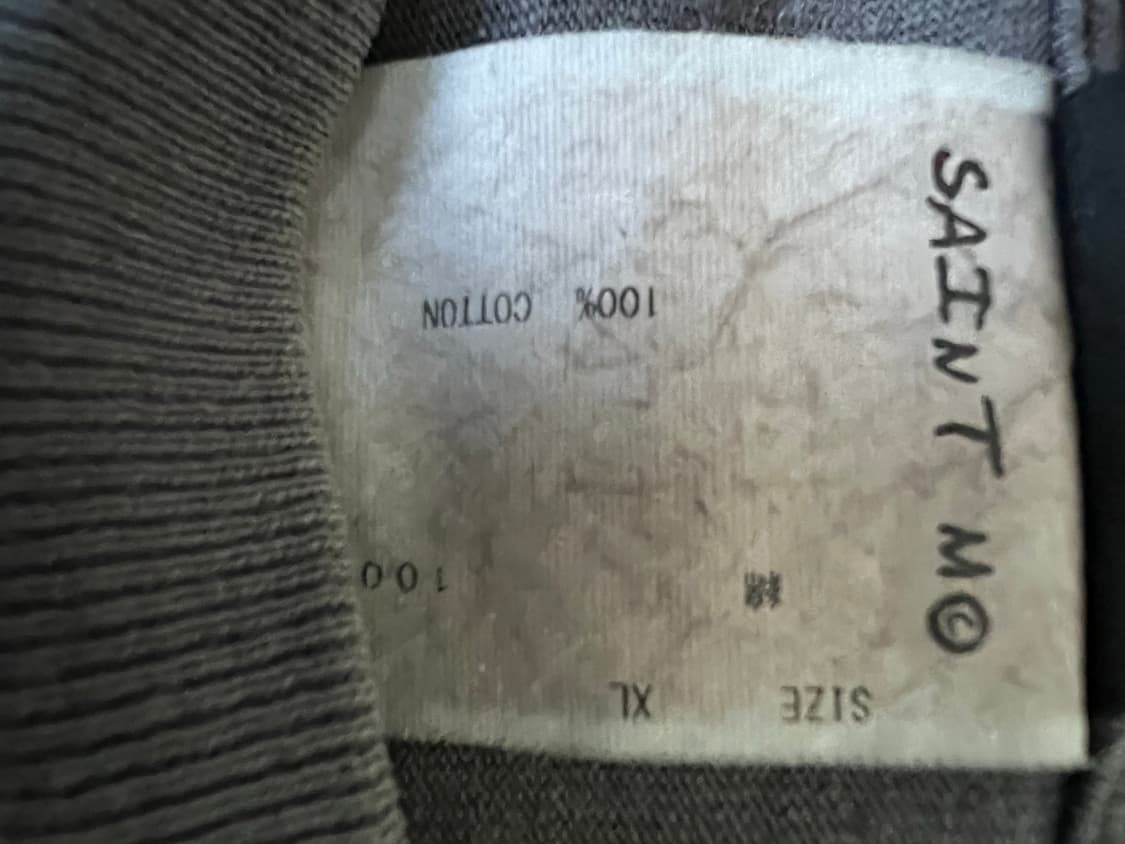 SAINT M©
SIZE XL
綿 100
100% COTTON